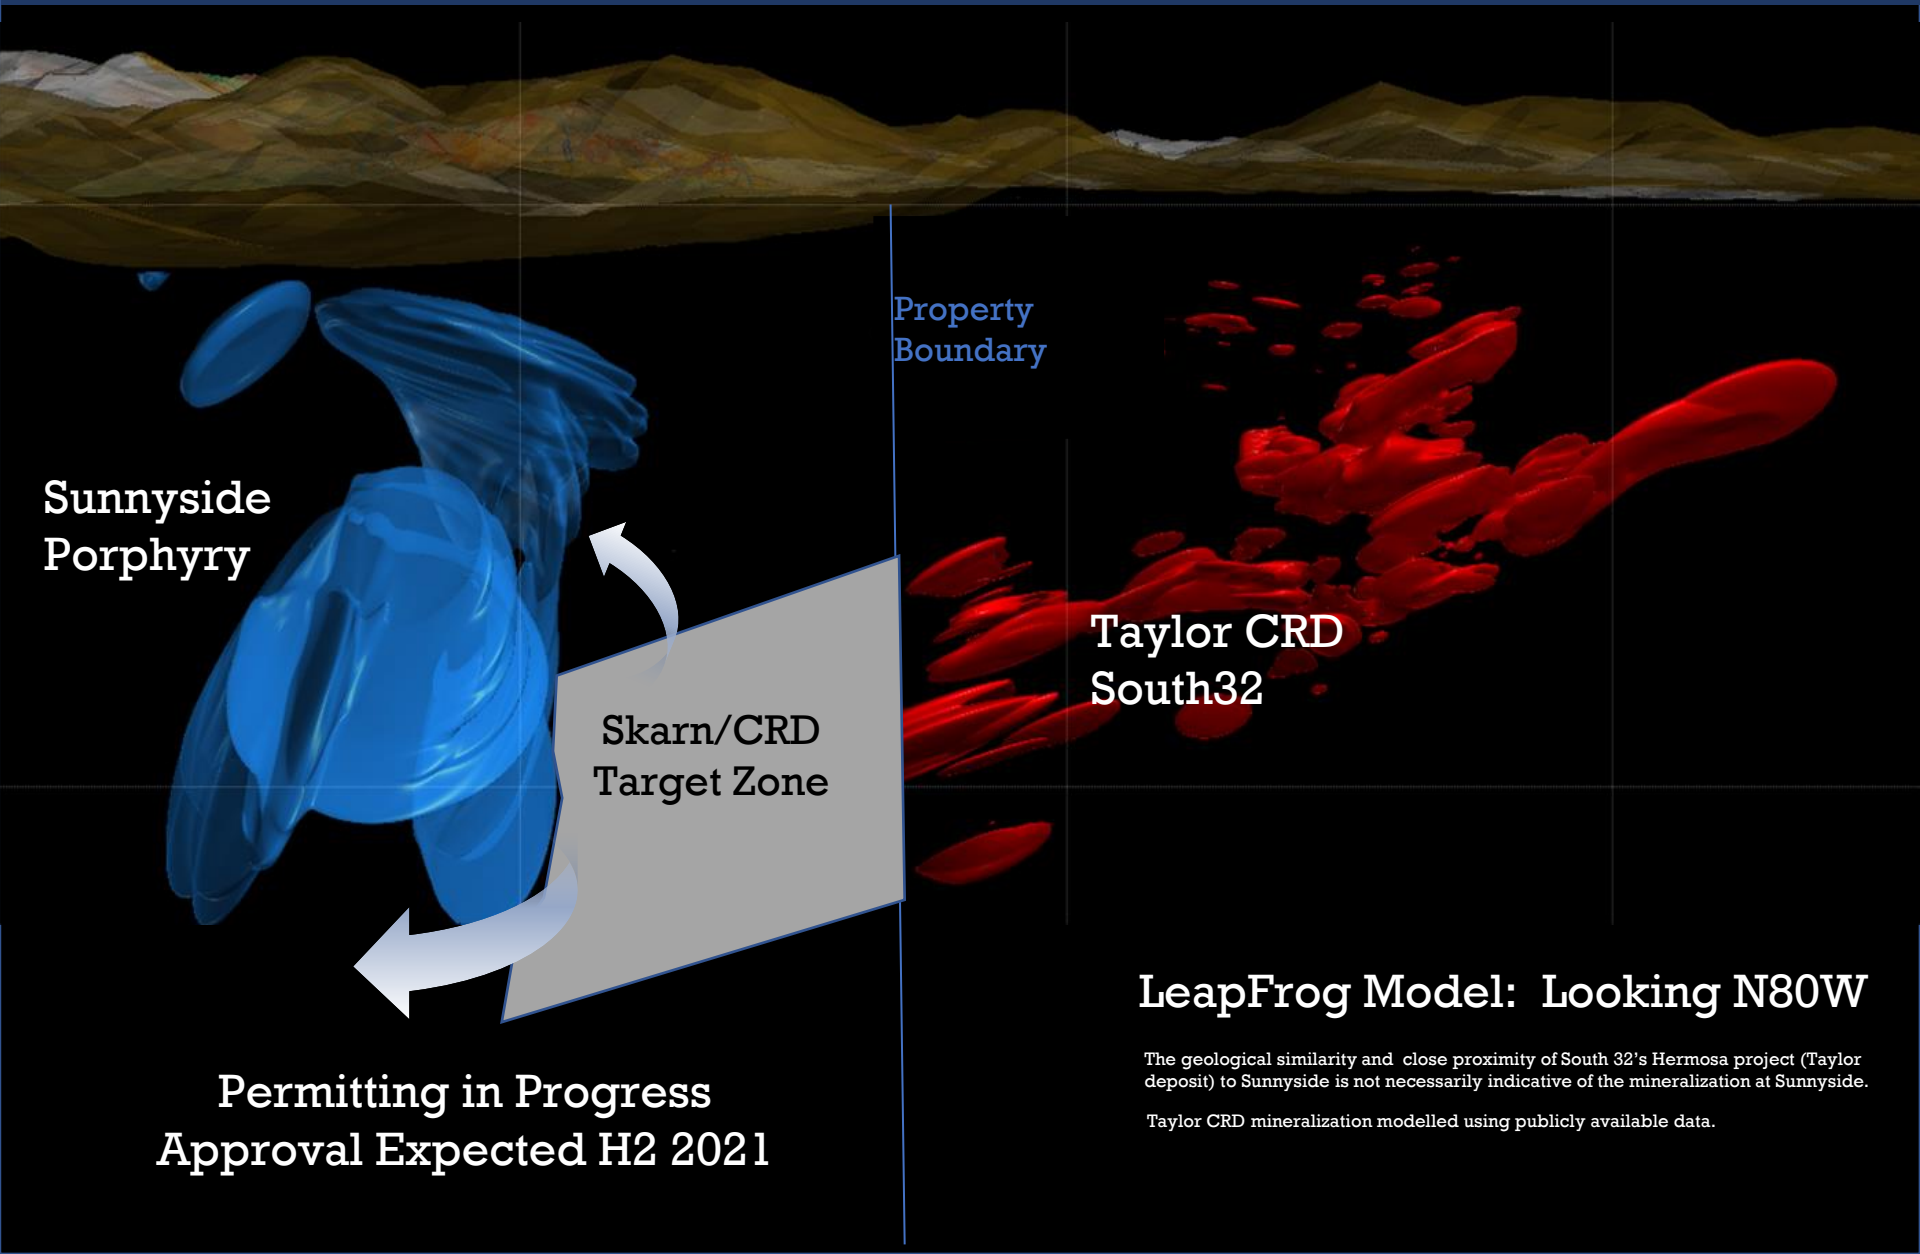 Property
Boundary
Sunnyside
Porphyry
Taylor CRD
South32
Skarn/CRD
Target Zone
LeapFrog Model:  Looking N80W
The geological similarity and  close proximity of South 32’s Hermosa project (Taylor
deposit) to Sunnyside is not necessarily indicative of the mineralization at Sunnyside.
Taylor CRD mineralization modelled using publicly available data.
Permitting in Progress
Approval Expected H2 2021